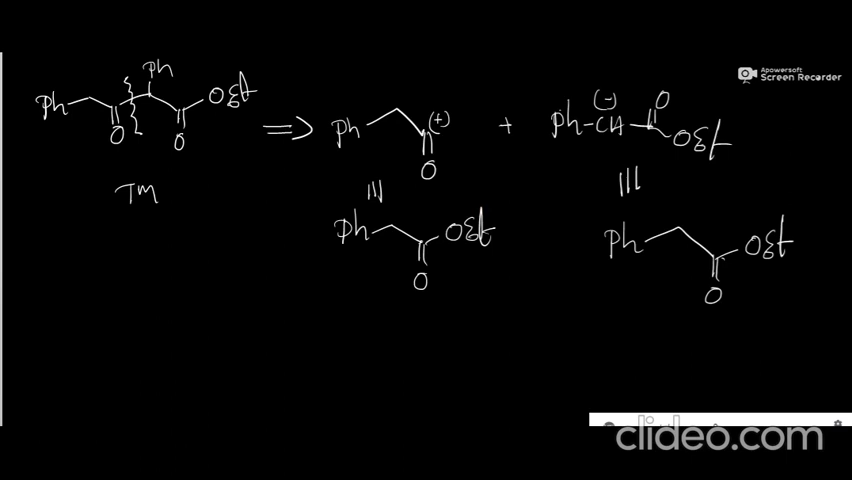 Apowersoft
Screen Recorder
Ph Ph O O OEt ⇒ Ph (+) O + Ph-CH (-) O OEt
TM ||| |||
Ph OEt O Ph OEt O
clideo.com